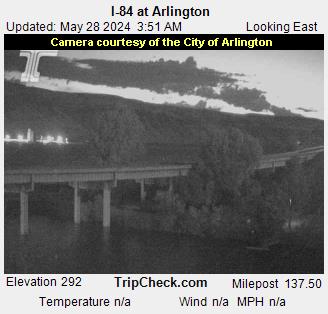 I-84 at Arlington
Updated: May 28 2024 3:51 AM Looking East
Camera courtesy of the City of Arlington
Elevation 292 TripCheck.com Milepost 137.50
Temperature n/a Wind n/a MPH n/a